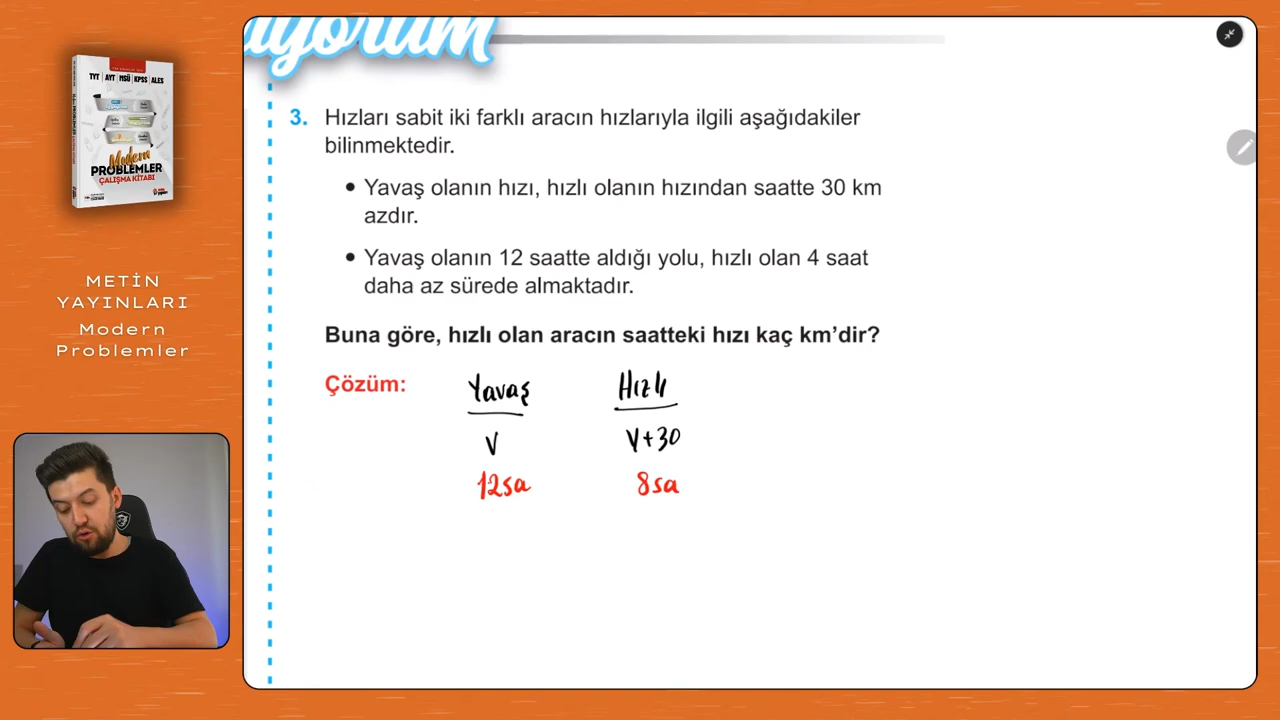 ıyorum
TYT | AYT | MSÜ | KPSS | ALES
Modern
PROBLEMLER
ÇALIŞMA KİTABI
METİN
YAYINLARI
Modern
Problemler
3. Hızları sabit iki farklı aracın hızlarıyla ilgili aşağıdakiler
bilinmektedir.
• Yavaş olanın hızı, hızlı olanın hızından saatte 30 km
azdır.
• Yavaş olanın 12 saatte aldığı yolu, hızlı olan 4 saat
daha az sürede almaktadır.
Buna göre, hızlı olan aracın saatteki hızı kaç km'dir?
Çözüm: Yavaş Hızlı
V V+30
12sa 8sa